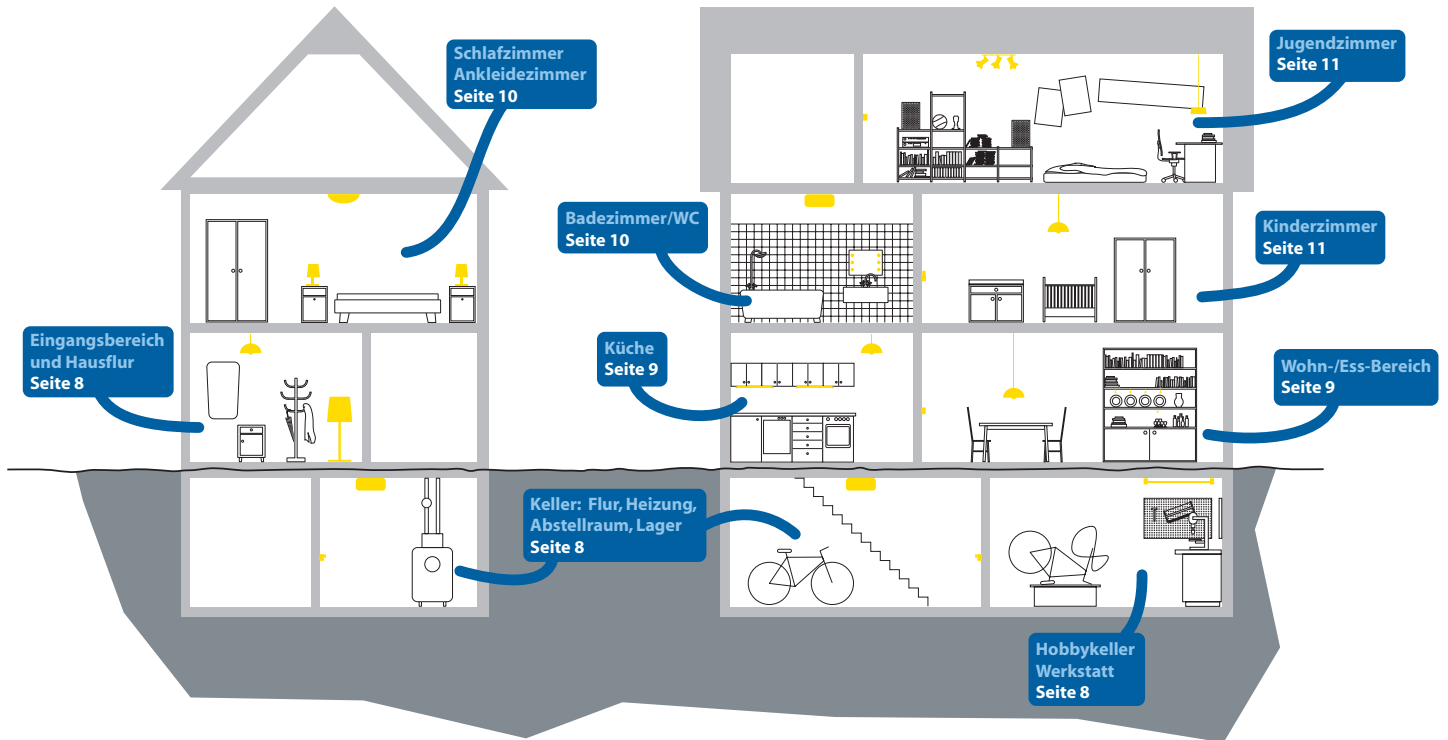 Schlafzimmer
Ankleidezimmer
Seite 10
Jugendzimmer
Seite 11
Badezimmer/WC
Seite 10
Kinderzimmer
Seite 11
Eingangsbereich
und Hausflur
Seite 8
Küche
Seite 9
Wohn-/Ess-Bereich
Seite 9
Keller: Flur, Heizung,
Abstellraum, Lager
Seite 8
Hobbykeller
Werkstatt
Seite 8